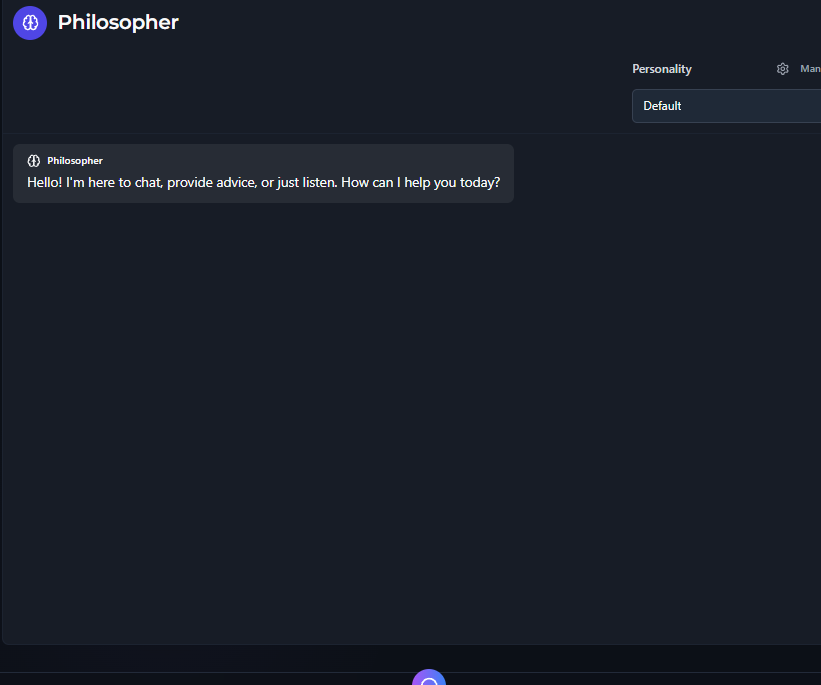 Philosopher
Personality
Man
Default
Philosopher
Hello! I'm here to chat, provide advice, or just listen. How can I help you today?